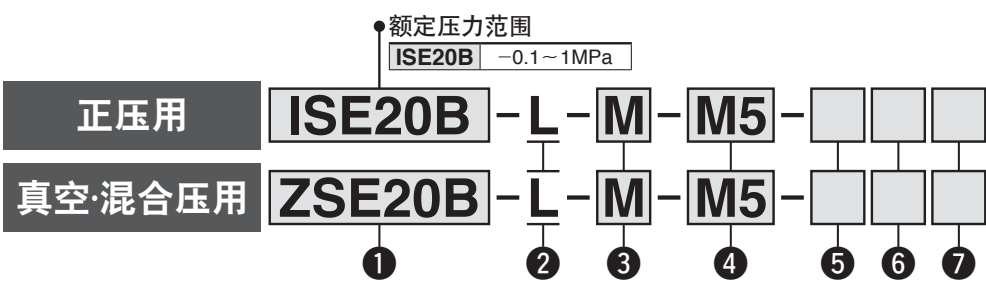 额定压力范围
ISE20B −0.1～1MPa
正压用 ISE20B-L-M-M5-
真空·混合压用 ZSE20B-L-M-M5-
❶ ❷ ❸ ❹ ❺ ❻ ❼